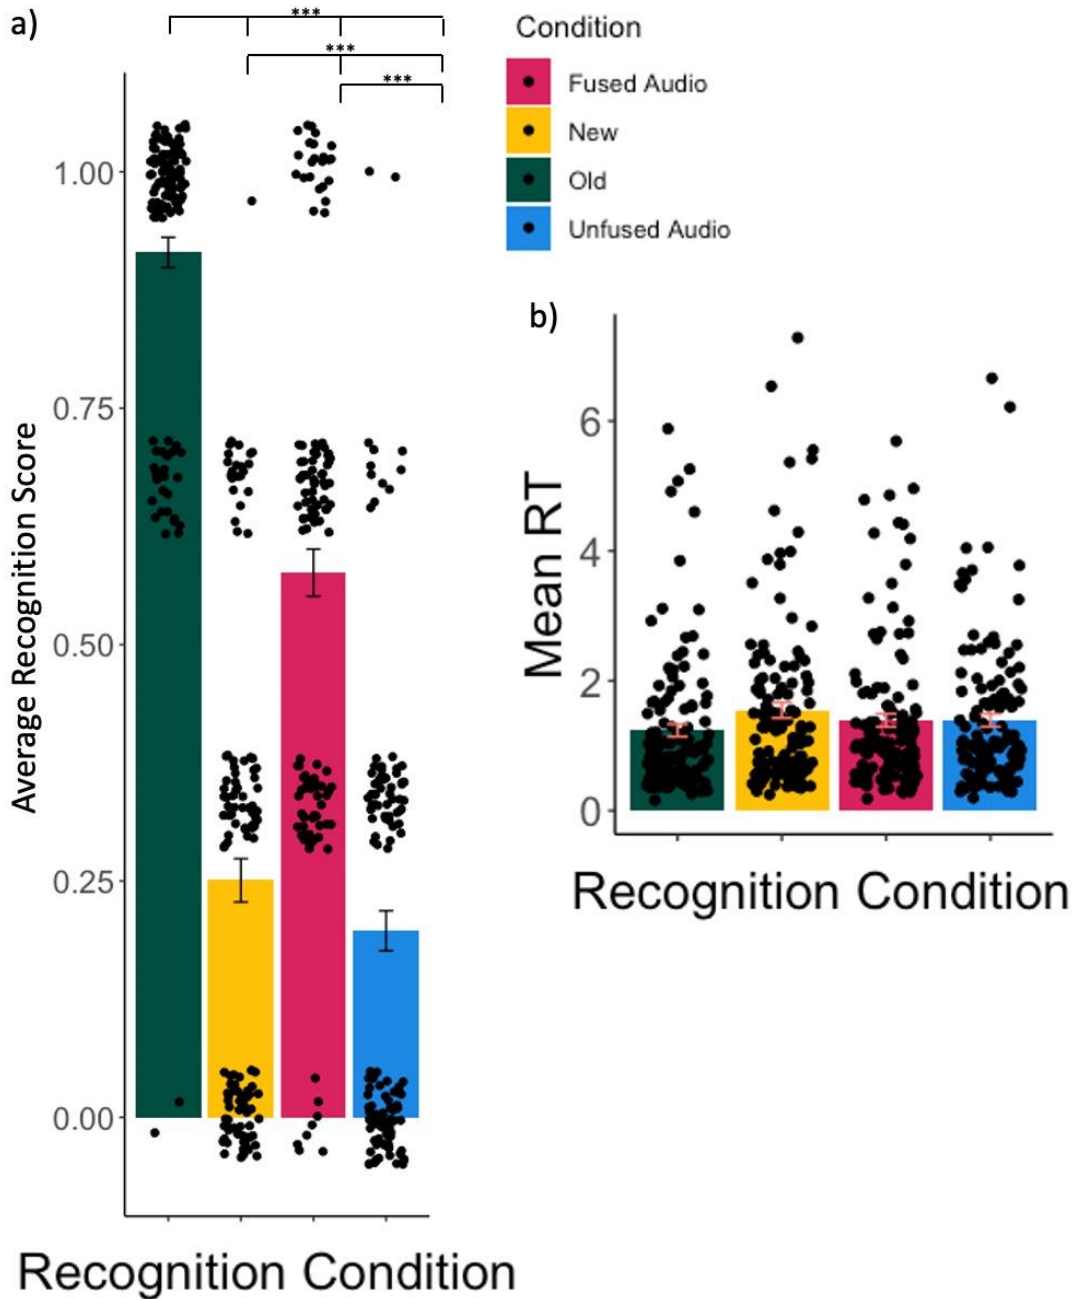 a)
***
***
***
Condition
Fused Audio
New
Old
Unfused Audio
1.00
0.75
0.50
0.25
0.00
Average Recognition Score
Recognition Condition
b)
6
4
2
0
Mean RT
Recognition Condition